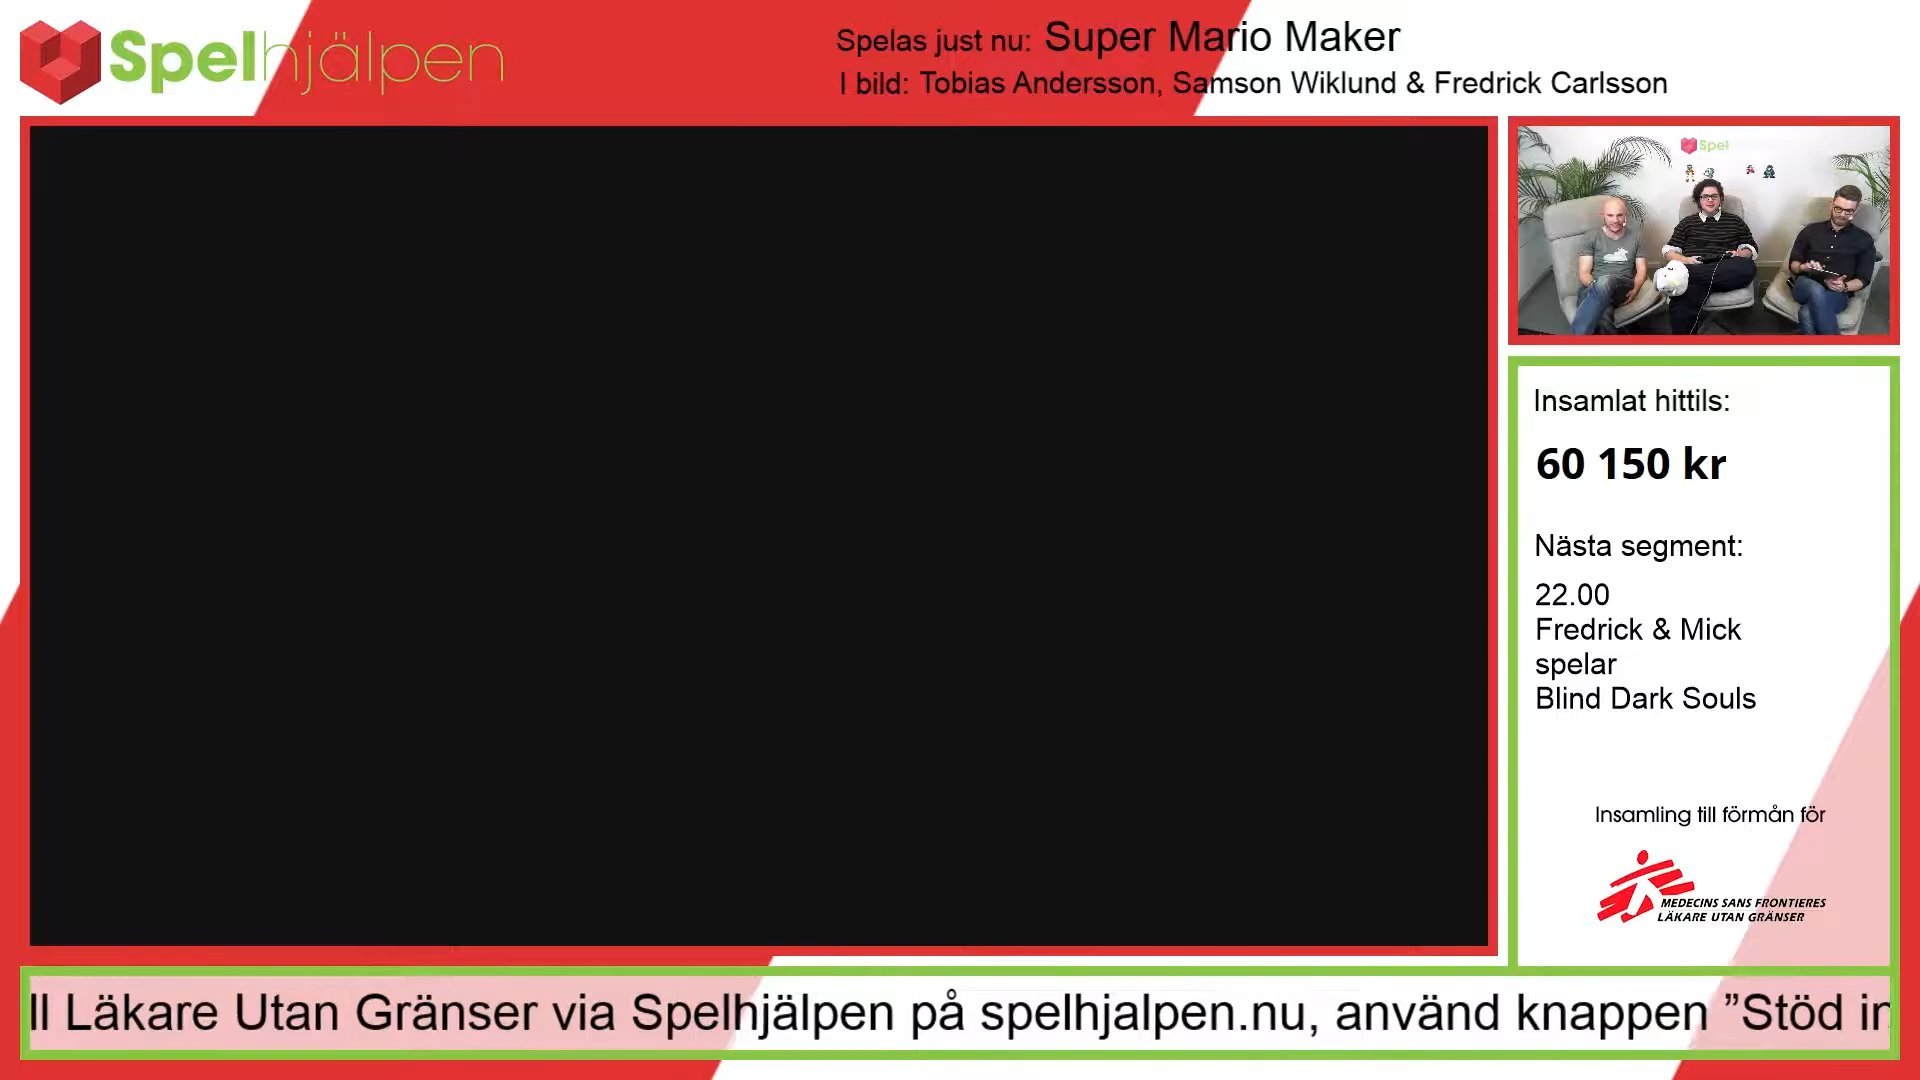 Spelhjälpen
Spelas just nu: Super Mario Maker
I bild: Tobias Andersson, Samson Wiklund & Fredrick Carlsson
Spel
Insamlat hittils:
60 150 kr
Nästa segment:
22.00
Fredrick & Mick
spelar
Blind Dark Souls
Insamling till förmån för
MEDECINS SANS FRONTIERES
LÄKARE UTAN GRÄNSER
ll Läkare Utan Gränser via Spelhjälpen på spelhjalpen.nu, använd knappen ”Stöd in